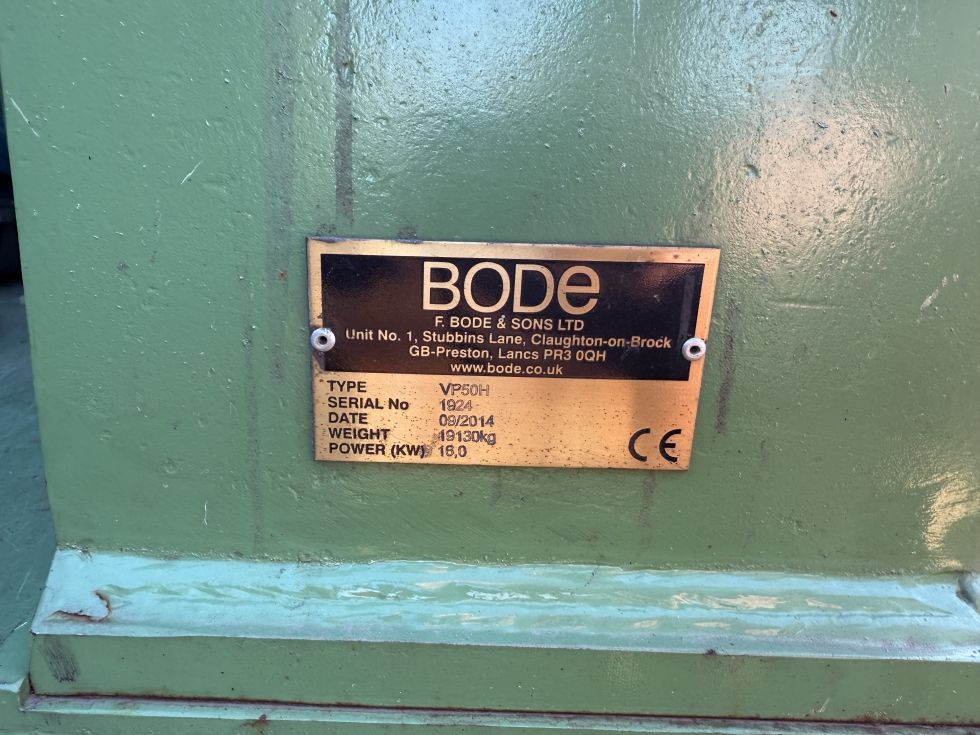 BODe
F. BODE & SONS LTD
Unit No. 1, Stubbins Lane, Claughton-on-Brock
GB-Preston, Lancs PR3 0QH
www.bode.co.uk
TYPE VP50H
SERIAL No 1924
DATE 09/2014
WEIGHT 19130kg
POWER (KW) 16,0
CE